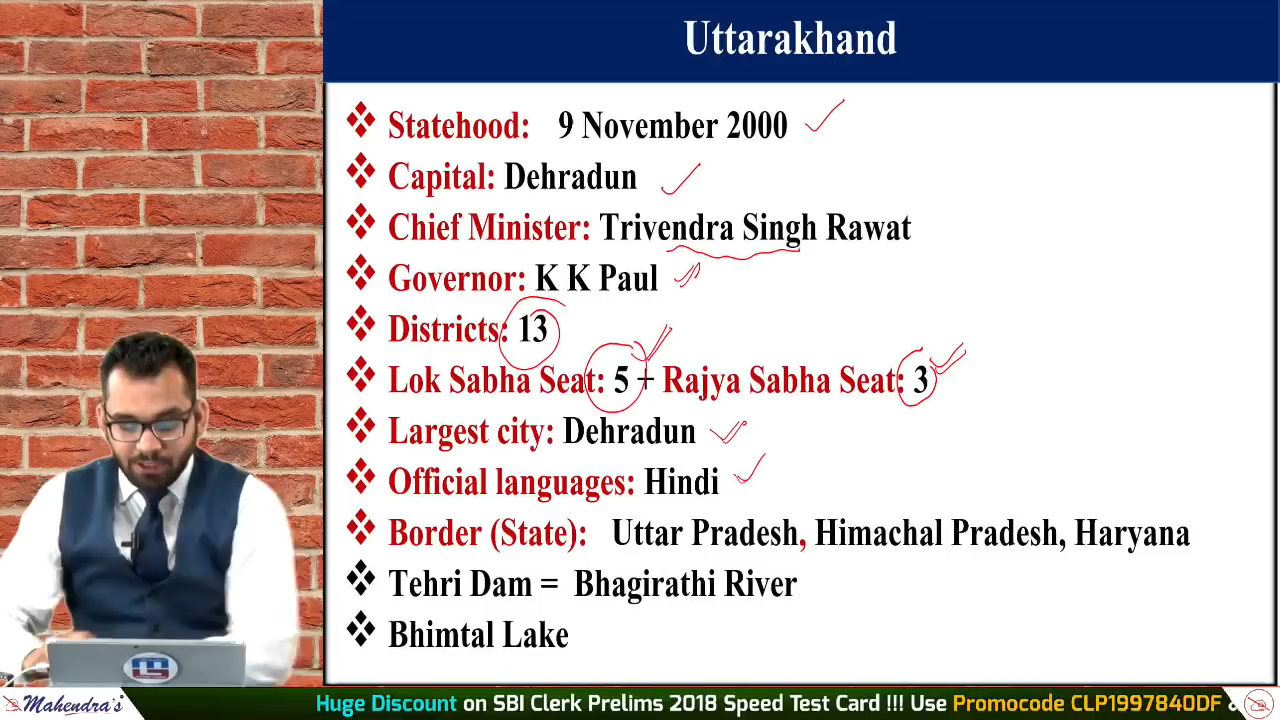 Uttarakhand
❖ Statehood: 9 November 2000
❖ Capital: Dehradun
❖ Chief Minister: Trivendra Singh Rawat
❖ Governor: K K Paul
❖ Districts: 13
❖ Lok Sabha Seat: 5 + Rajya Sabha Seat: 3
❖ Largest city: Dehradun
❖ Official languages: Hindi
❖ Border (State): Uttar Pradesh, Himachal Pradesh, Haryana
❖ Tehri Dam = Bhagirathi River
❖ Bhimtal Lake
Mahendra's
Huge Discount on SBI Clerk Prelims 2018 Speed Test Card !!! Use Promocode CLP1997840DF &